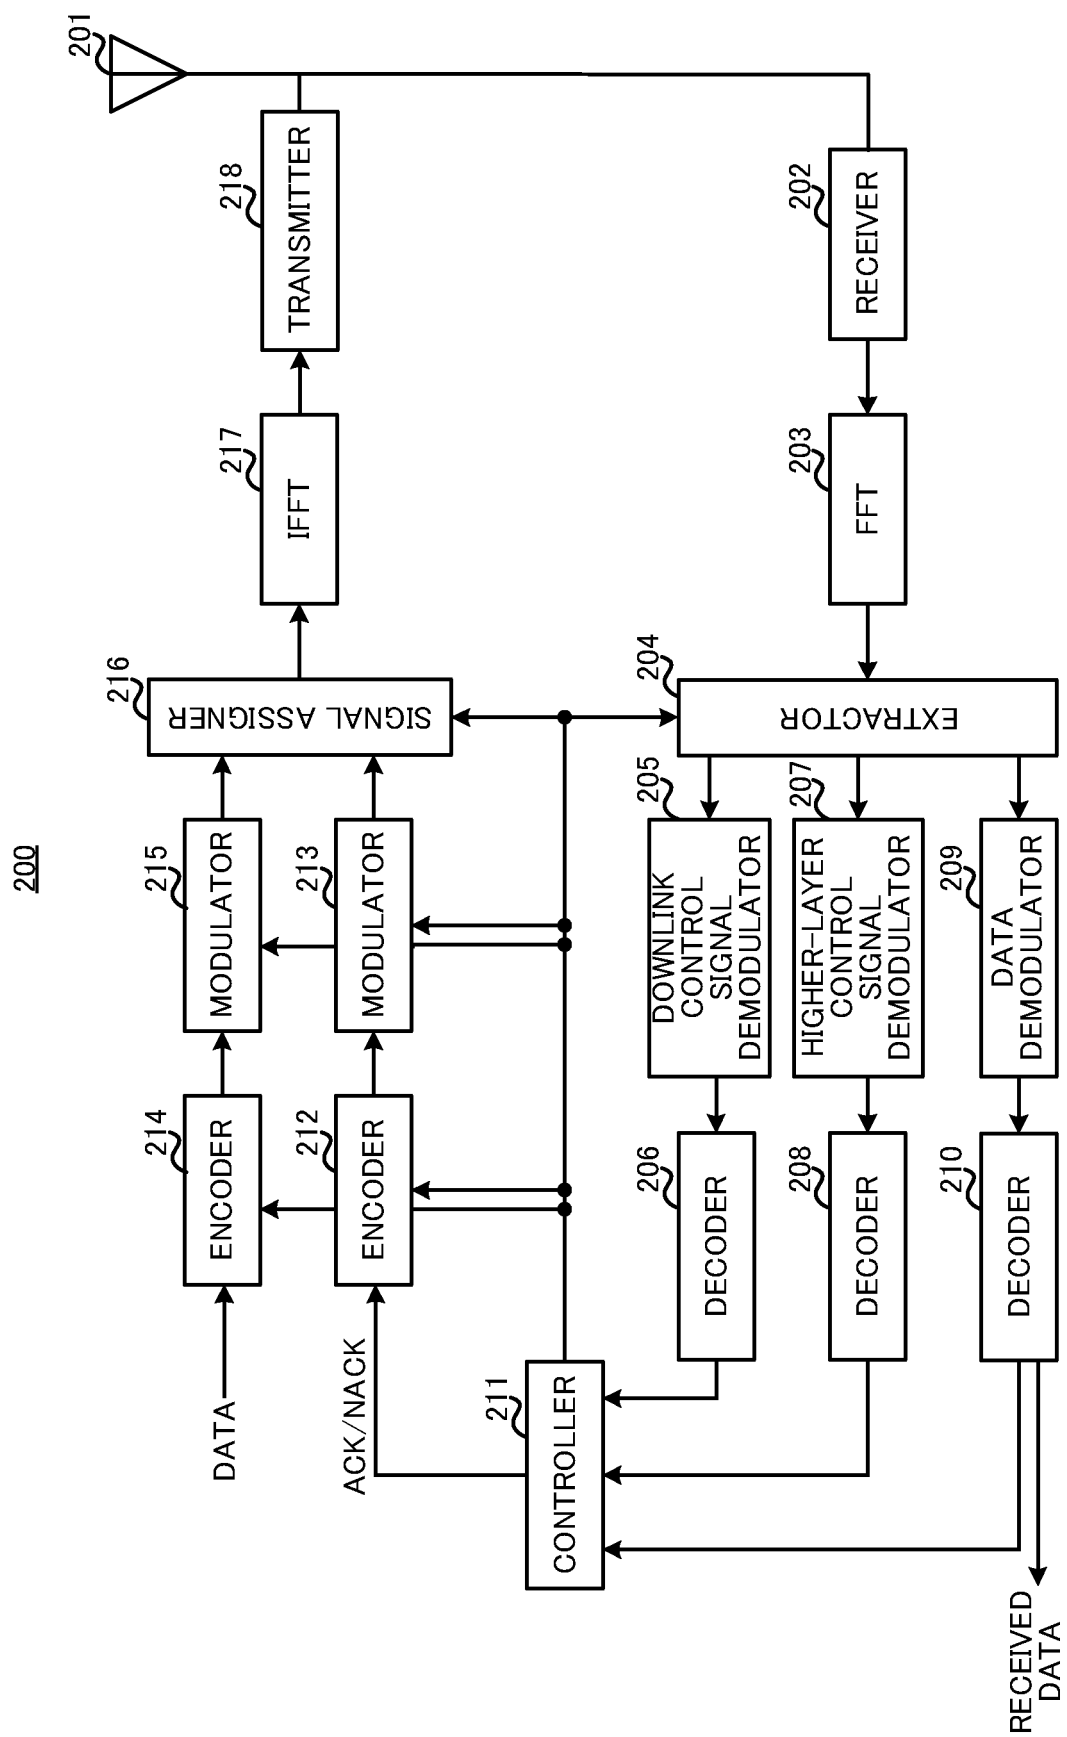 200
201
218
TRANSMITTER
217
IFFT
216
SIGNAL ASSIGNER
215
MODULATOR
213
MODULATOR
214
ENCODER
212
ENCODER
DATA
ACK/NACK
211
CONTROLLER
202
RECEIVER
203
FFT
204
EXTRACTOR
205
DOWNLINK
CONTROL
SIGNAL
DEMODULATOR
207
HIGHER-LAYER
CONTROL
SIGNAL
DEMODULATOR
209
DATA
DEMODULATOR
206
DECODER
208
DECODER
210
DECODER
RECEIVED
DATA